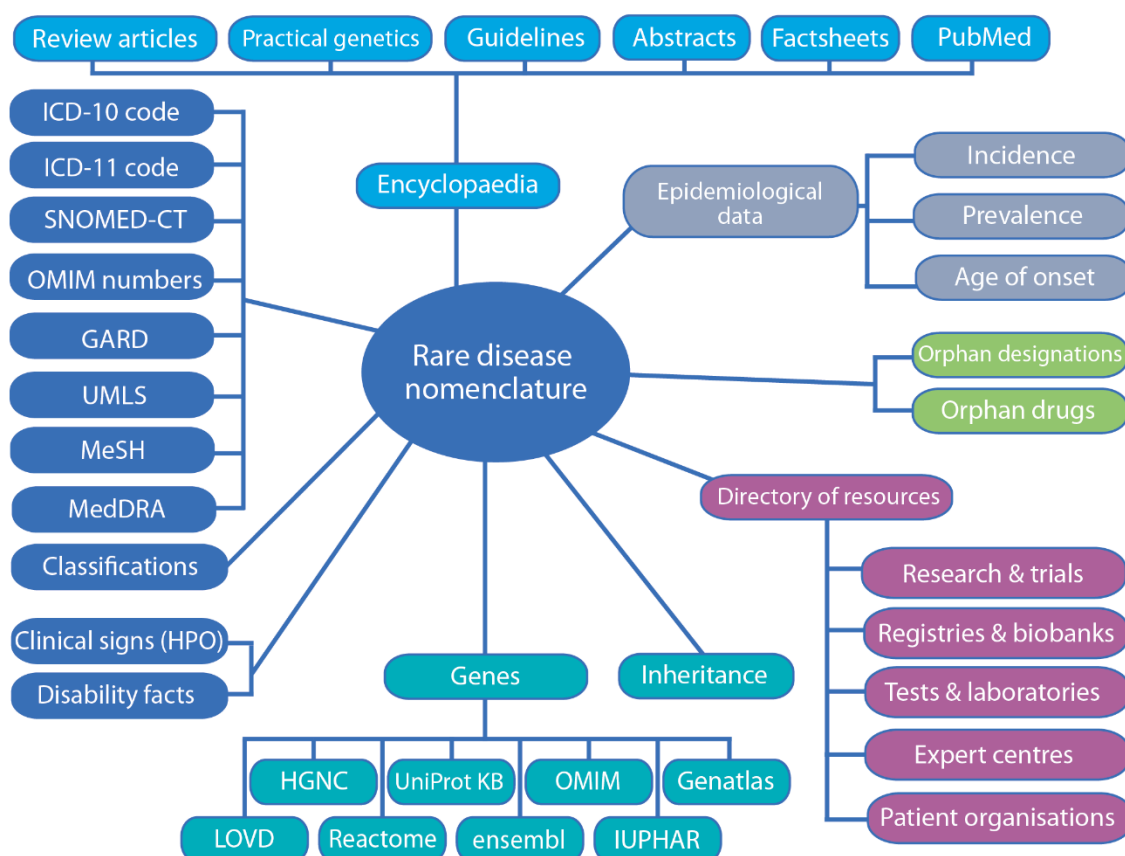 Review articles
Practical genetics
Guidelines
Abstracts
Factsheets
PubMed
ICD-10 code
ICD-11 code
SNOMED-CT
OMIM numbers
GARD
UMLS
MeSH
MedDRA
Classifications
Clinical signs (HPO)
Disability facts
Encyclopaedia
Rare disease
nomenclature
Epidemiological
data
Incidence
Prevalence
Age of onset
Orphan designations
Orphan drugs
Directory of resources
Research & trials
Registries & biobanks
Tests & laboratories
Expert centres
Patient organisations
Genes
Inheritance
HGNC
UniProt KB
OMIM
Genatlas
LOVD
Reactome
ensembl
IUPHAR